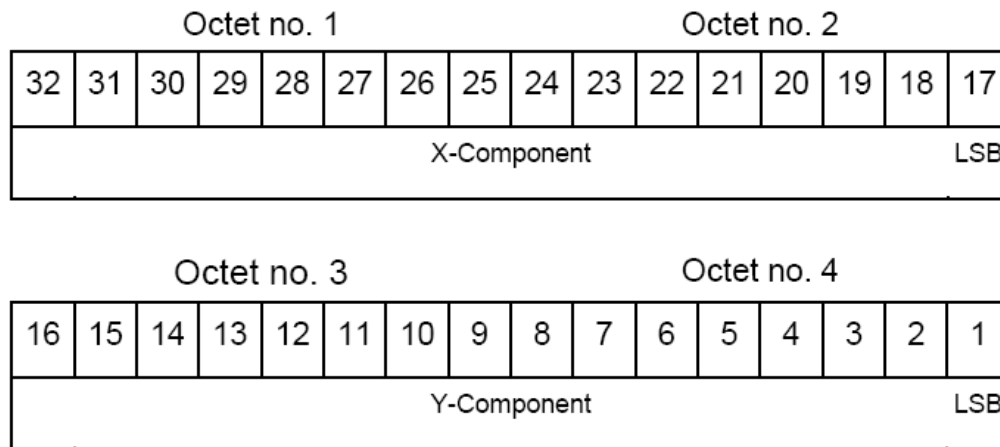 Octet no. 1 Octet no. 2
32 31 30 29 28 27 26 25 24 23 22 21 20 19 18 17
X-Component LSB
Octet no. 3 Octet no. 4
16 15 14 13 12 11 10 9 8 7 6 5 4 3 2 1
Y-Component LSB